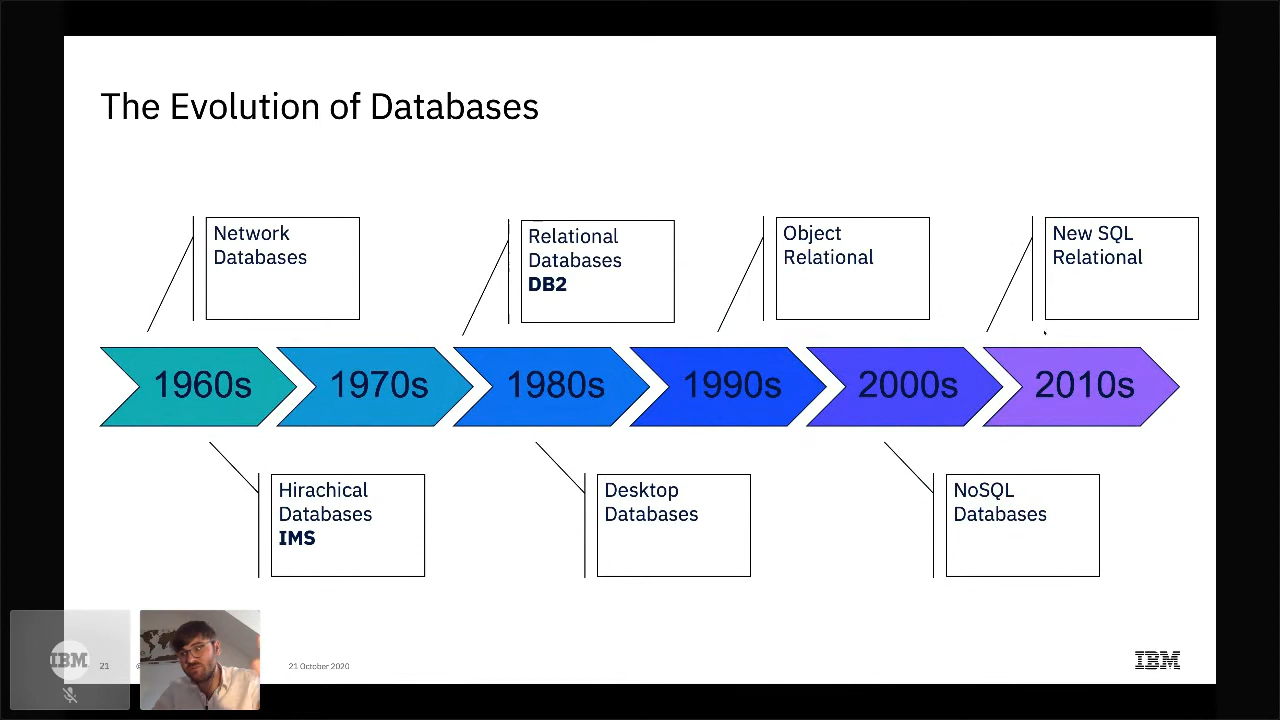 The Evolution of Databases
Network
Databases
Relational
Databases
DB2
Object
Relational
New SQL
Relational
1960s
1970s
1980s
1990s
2000s
2010s
Hirachical
Databases
IMS
Desktop
Databases
NoSQL
Databases
IBM
21
21 October 2020
IBM